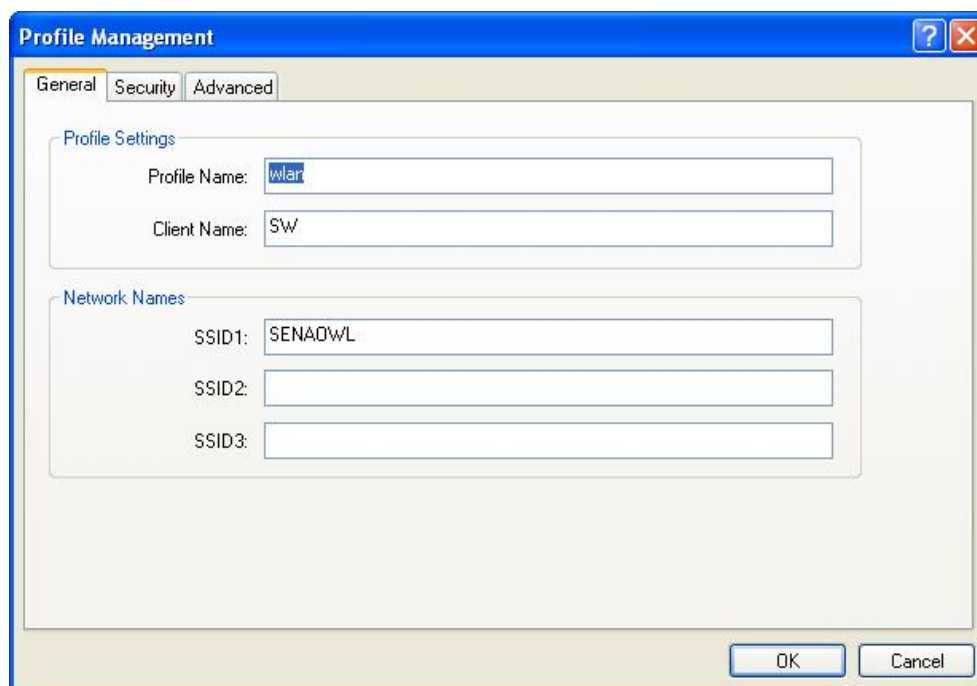 Profile Management
General Security Advanced
Profile Settings
Profile Name: wlan
Client Name: SW
Network Names
SSID1: SENAOWL
SSID2:
SSID3:
OK Cancel